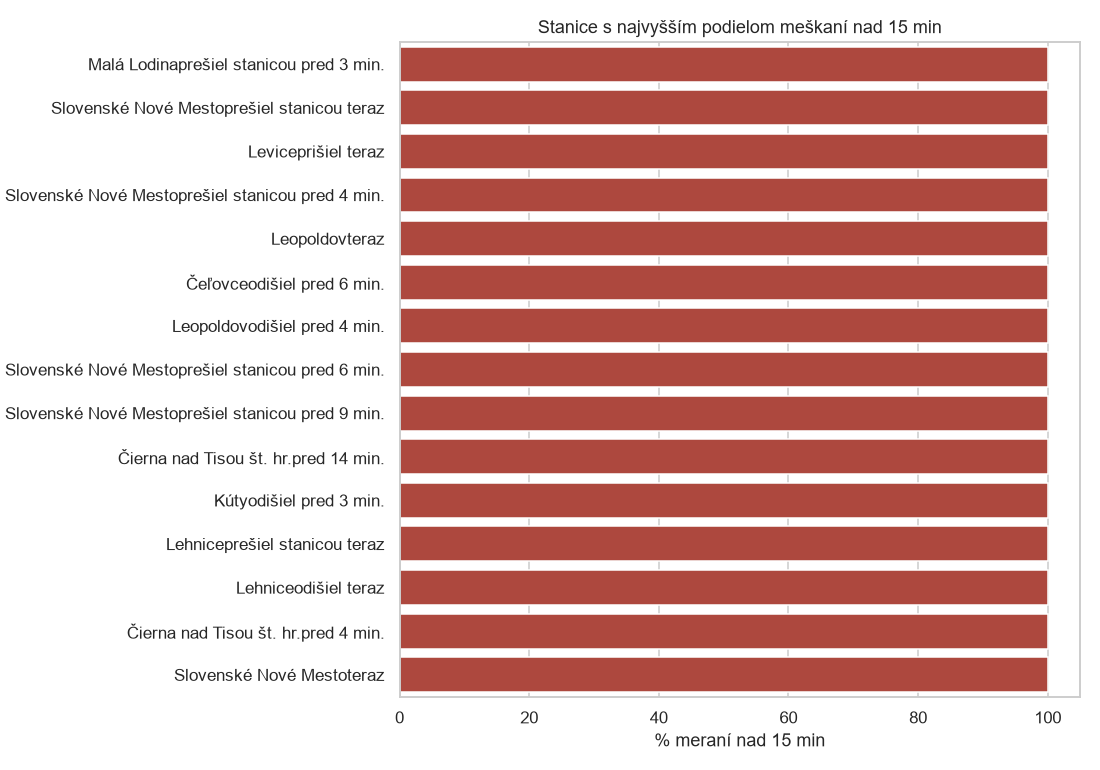 Stanice s najvyšším podielom meškaní nad 15 min
Malá Lodinaprešiel stanicou pred 3 min.
Slovenské Nové Mestoprešiel stanicou teraz
Leviceprišiel teraz
Slovenské Nové Mestoprešiel stanicou pred 4 min.
Leopoldovteraz
Čeľovceodišiel pred 6 min.
Leopoldovodišiel pred 4 min.
Slovenské Nové Mestoprešiel stanicou pred 6 min.
Slovenské Nové Mestoprešiel stanicou pred 9 min.
Čierna nad Tisou št. hr.pred 14 min.
Kútyodišiel pred 3 min.
Lehniceprešiel stanicou teraz
Lehniceodišiel teraz
Čierna nad Tisou št. hr.pred 4 min.
Slovenské Nové Mestoteraz
0 20 40 60 80 100
% meraní nad 15 min